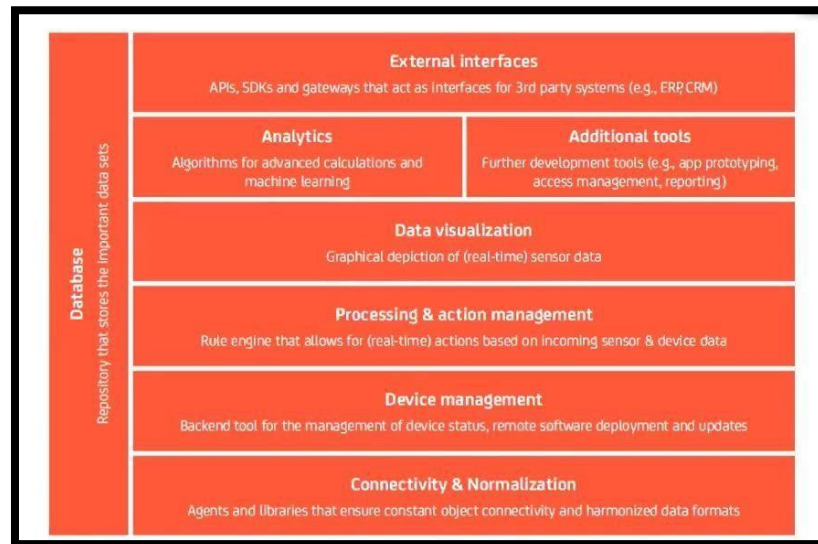 Database
Repository that stores the important data sets
External interfaces
APIs, SDKs and gateways that act as interfaces for 3rd party systems (e.g., ERP, CRM)
Analytics
Algorithms for advanced calculations and
machine learning
Additional tools
Further development tools (e.g., app prototyping,
access management, reporting)
Data visualization
Graphical depiction of (real-time) sensor data
Processing & action management
Rule engine that allows for (real-time) actions based on incoming sensor & device data
Device management
Backend tool for the management of device status, remote software deployment and updates
Connectivity & Normalization
Agents and libraries that ensure constant object connectivity and harmonized data formats